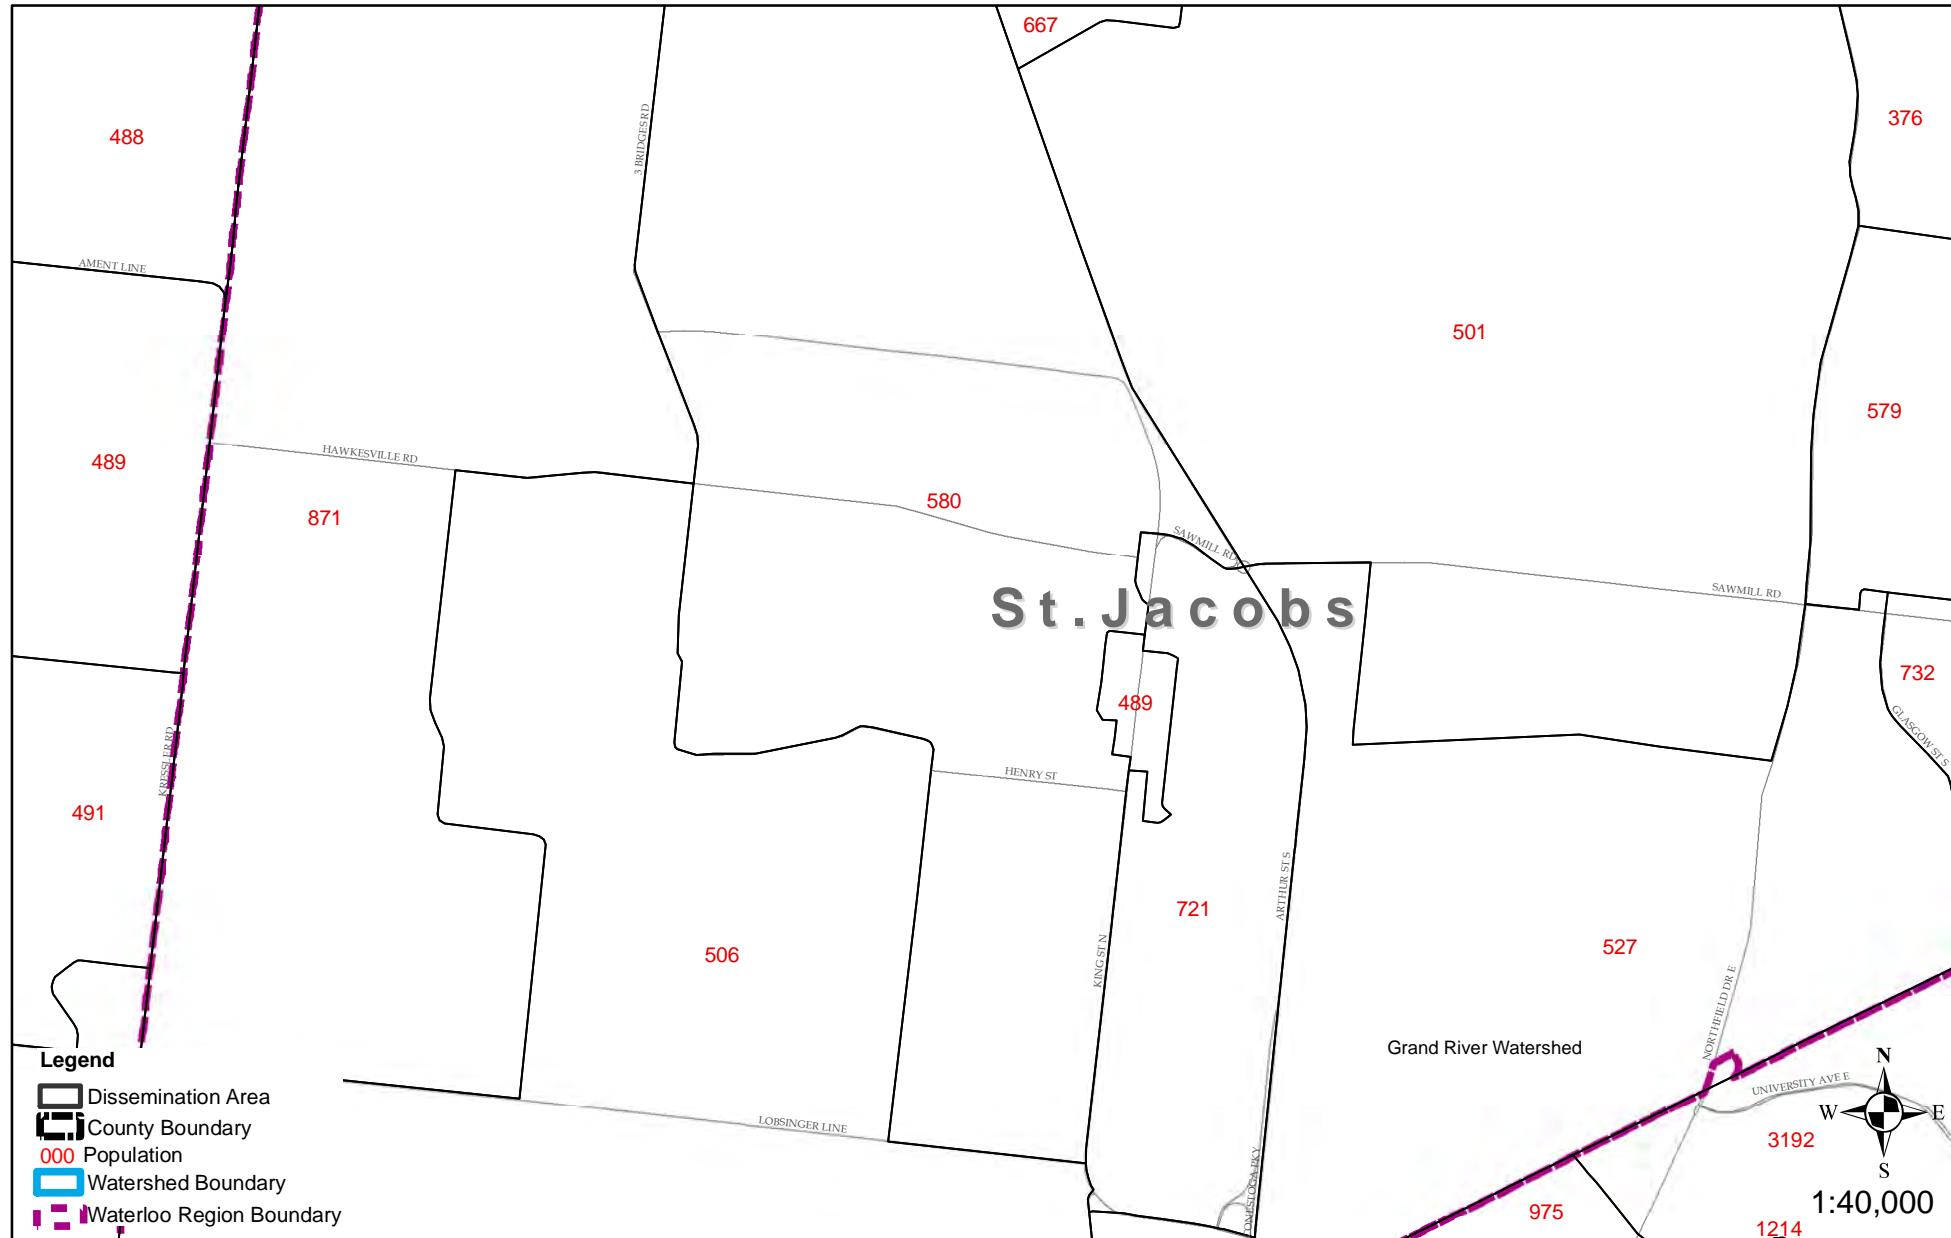 667
376
488
3 BRIDGES RD
AMENT LINE
501
579
HAWKESVILLE RD
489
871
580
SAWMILL RD
St. Jacobs
SAWMILL RD
732
489
GLASGOW ST S
KRESSLER RD
HENRY ST
491
ARTHUR ST S
721
KING ST N
506
527
NORTHFIELD DR E
Grand River Watershed
Legend
Dissemination Area
County Boundary
000 Population
Watershed Boundary
Waterloo Region Boundary
LOBSINGER LINE
ONESTOGA PKY
UNIVERSITY AVE E
N
W E
S
3192
1:40,000
975
1214